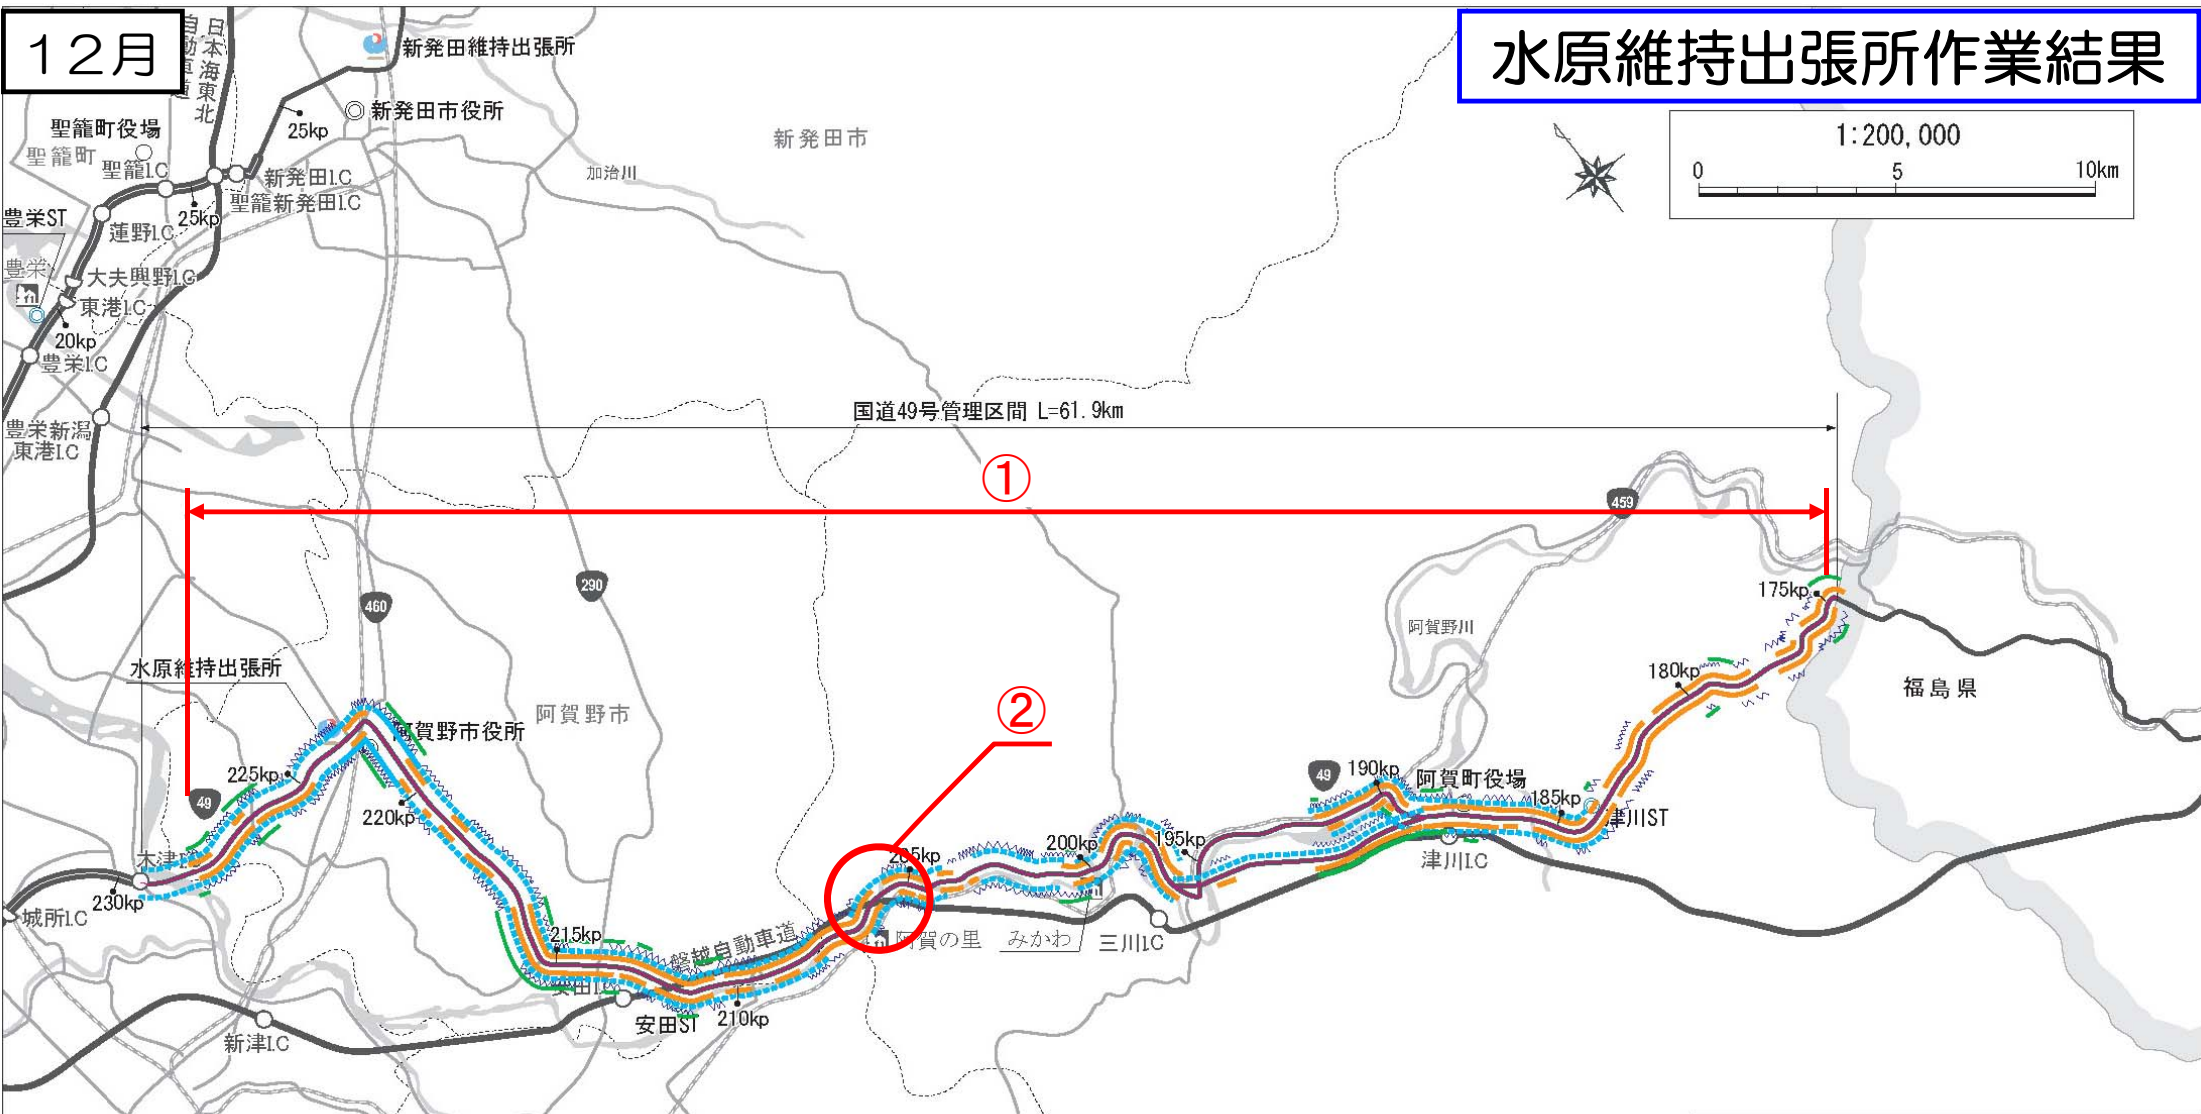 12月
水原維持出張所作業結果
日本海東北
自動車道
新発田維持出張所
新発田市役所
25kp
聖籠町役場
聖籠町
聖籠I.C
新発田I.C
聖籠新発田I.C
25kp
新発田市
加治川
1:200,000
0 5 10km
豊栄ST
蓮野I.C
豊栄
大夫興野I.C
東港I.C
20kp
豊栄I.C
豊栄新潟
東港I.C
国道49号管理区間 L=61.9km
①
459
290
460
175kp
阿賀野川
水原維持出張所
180kp
福島県
②
阿賀野市
阿賀野市役所
225kp
49
49
190kp
阿賀町役場
185kp
津川ST
220kp
200kp
195kp
205kp
津川I.C
木津I.C
230kp
城所I.C
215kp
磐越自動車道
阿賀の里
みかわ
三川I.C
安田I.C
安田ST
210kp
新津I.C